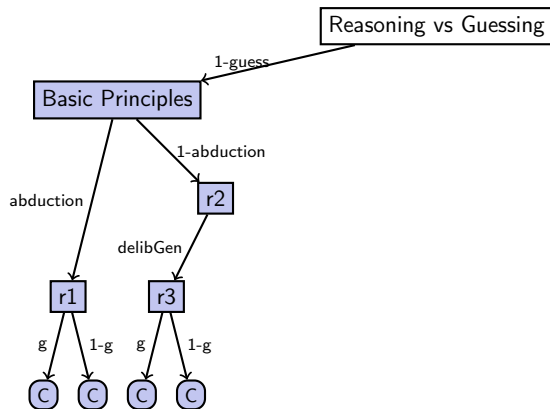 Reasoning vs Guessing
1-guess
Basic Principles
1-abduction
abduction
r2
delibGen
r1
r3
g
1-g
g
1-g
C
C
C
C